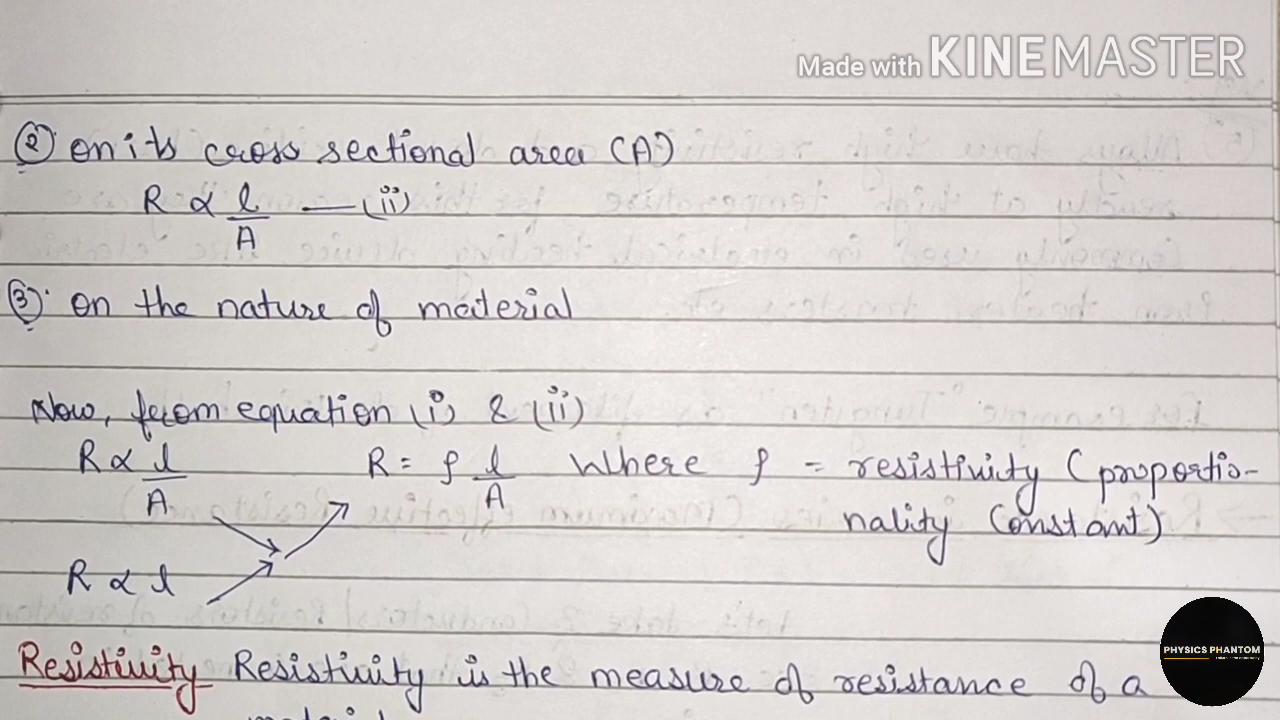 Made with KINEMASTER
② on its cross sectional area (A)
R ∝ l/A — (ii)
③ on the nature of material
Now, from equation (i) & (ii)
R ∝ l/A R = ρ l/A Where ρ = resistivity (proportio-
nality Constant)
R ∝ l
Resistivity Resistivity is the measure of resistance of a
PHYSICS PHANTOM